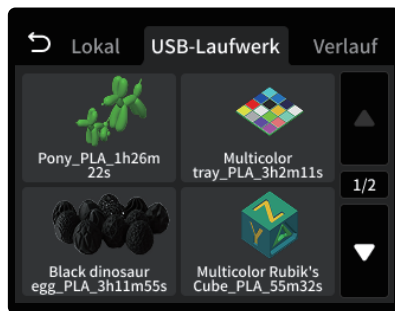 Lokal USB-Laufwerk Verlauf
Pony_PLA_1h26m
22s
Multicolor
tray_PLA_3h2m11s
1/2
Black dinosaur
egg_PLA_3h11m55s
Multicolor Rubik's
Cube_PLA_55m32s
Z
Y